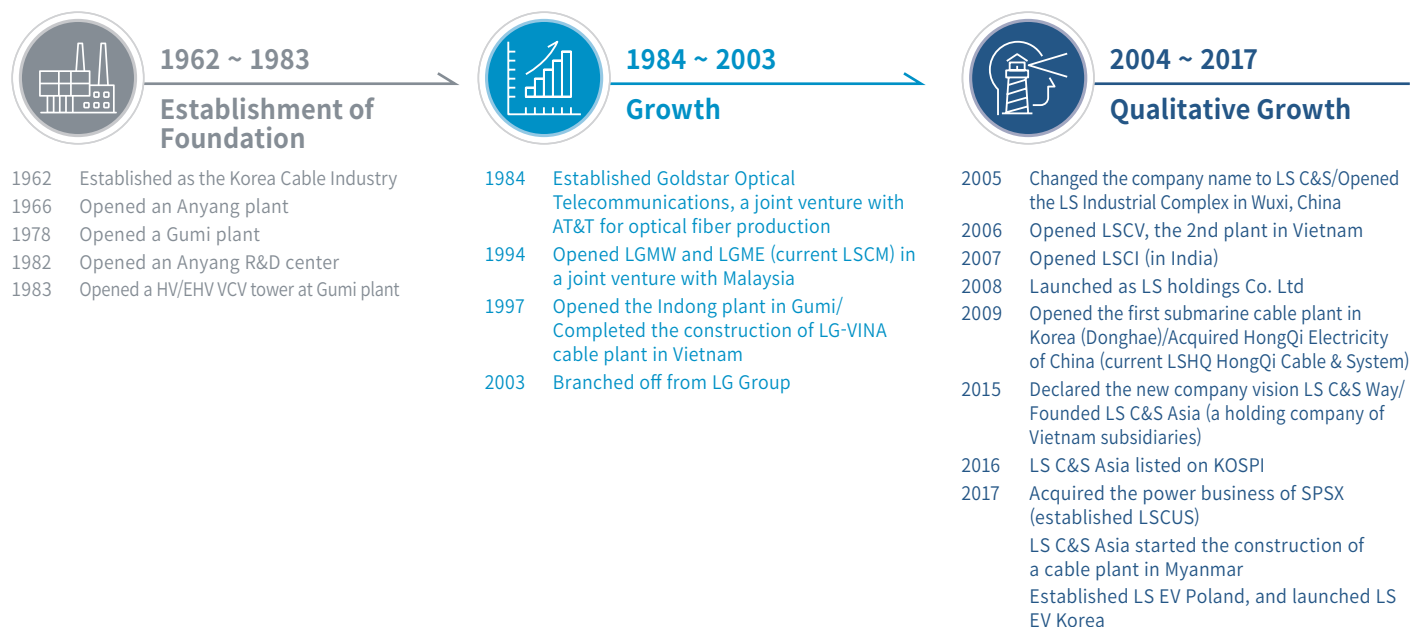 1962 ~ 1983
Establishment of
Foundation
1962 Established as the Korea Cable Industry
1966 Opened an Anyang plant
1978 Opened a Gumi plant
1982 Opened an Anyang R&D center
1983 Opened a HV/EHV VCV tower at Gumi plant
1984 ~ 2003
Growth
1984 Established Goldstar Optical
Telecommunications, a joint venture with
AT&T for optical fiber production
1994 Opened LGMW and LGME (current LSCM) in
a joint venture with Malaysia
1997 Opened the Indong plant in Gumi/
Completed the construction of LG-VINA
cable plant in Vietnam
2003 Branched off from LG Group
2004 ~ 2017
Qualitative Growth
2005 Changed the company name to LS C&S/Opened
the LS Industrial Complex in Wuxi, China
2006 Opened LSCV, the 2nd plant in Vietnam
2007 Opened LSCI (in India)
2008 Launched as LS holdings Co. Ltd
2009 Opened the first submarine cable plant in
Korea (Donghae)/Acquired HongQi Electricity
of China (current LSHQ HongQi Cable & System)
2015 Declared the new company vision LS C&S Way/
Founded LS C&S Asia (a holding company of
Vietnam subsidiaries)
2016 LS C&S Asia listed on KOSPI
2017 Acquired the power business of SPSX
(established LSCUS)
LS C&S Asia started the construction of
a cable plant in Myanmar
Established LS EV Poland, and launched LS
EV Korea